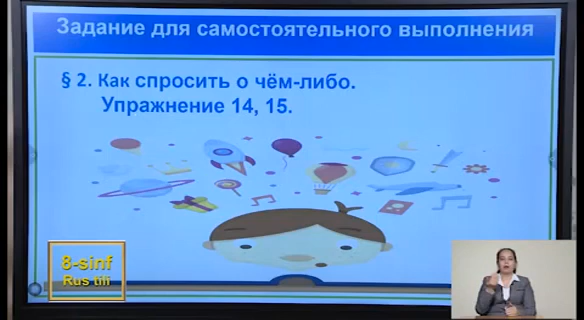 Задание для самостоятельного выполнения
§ 2. Как спросить о чём-либо.
Упражнение 14, 15.
8-sinf
Rus tili